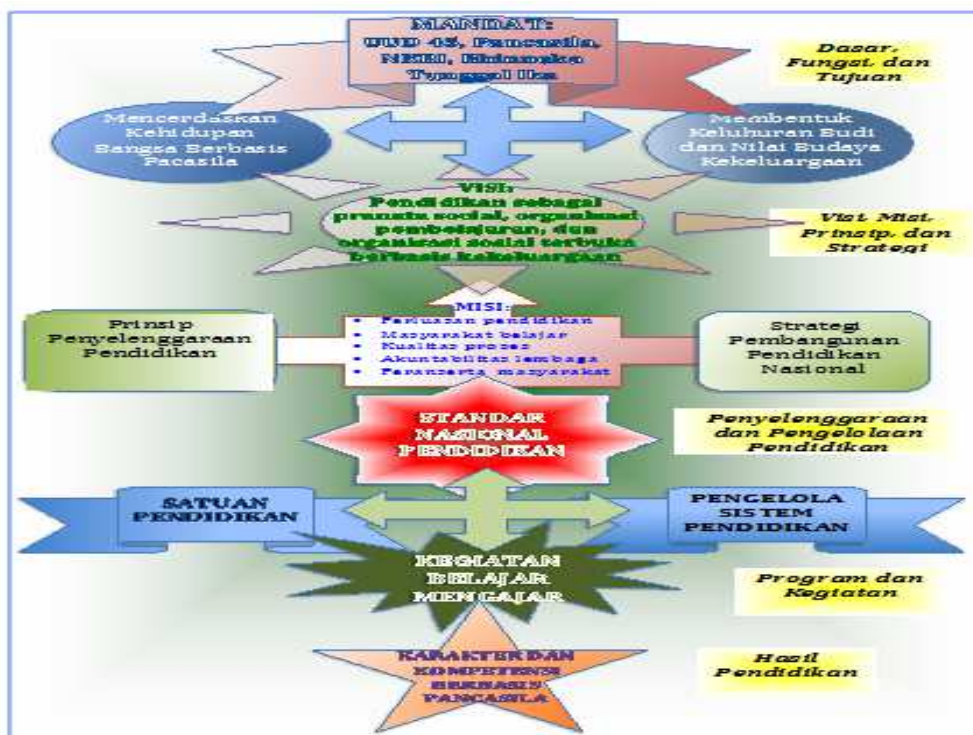 MANDAT:
UUD 45, Pancasila,
NKRI, Bhinneka
Tunggal Ika
Dasar,
Fungsi, dan
Tujuan
Mencerdaskan
Kehidupan
Bangsa Berbasis
Pacasila
Membentuk
Keluhuran Budi
dan Nilai Budaya
Kekeluargaan
VISI:
Pendidikan sebagai
pranata social, organisasi
pembelajaran, dan
organisasi sosial terbuka
berbasis kekeluargaan
Visi, Misi,
Prinsip, dan
Strategi
Prinsip
Penyelenggaraan
Pendidikan
MISI:
• Perluasan pendidikan
• Masyarakat belajar
• Kualitas proses
• Akuntabilitas lembaga
• Peranserta masyarakat
Strategi
Pembangunan
Pendidikan
Nasional
STANDAR
NASIONAL
PENDIDIKAN
Penyelenggaraan
dan Pengelolaan
Pendidikan
SATUAN
PENDIDIKAN
PENGELOLA
SISTEM
PENDIDIKAN
KEGIATAN
BELAJAR
MENGAJAR
Program dan
Kegiatan
KARAKTER DAN
KOMPETENSI
BERBASIS
PANCASILA
Hasil
Pendidikan